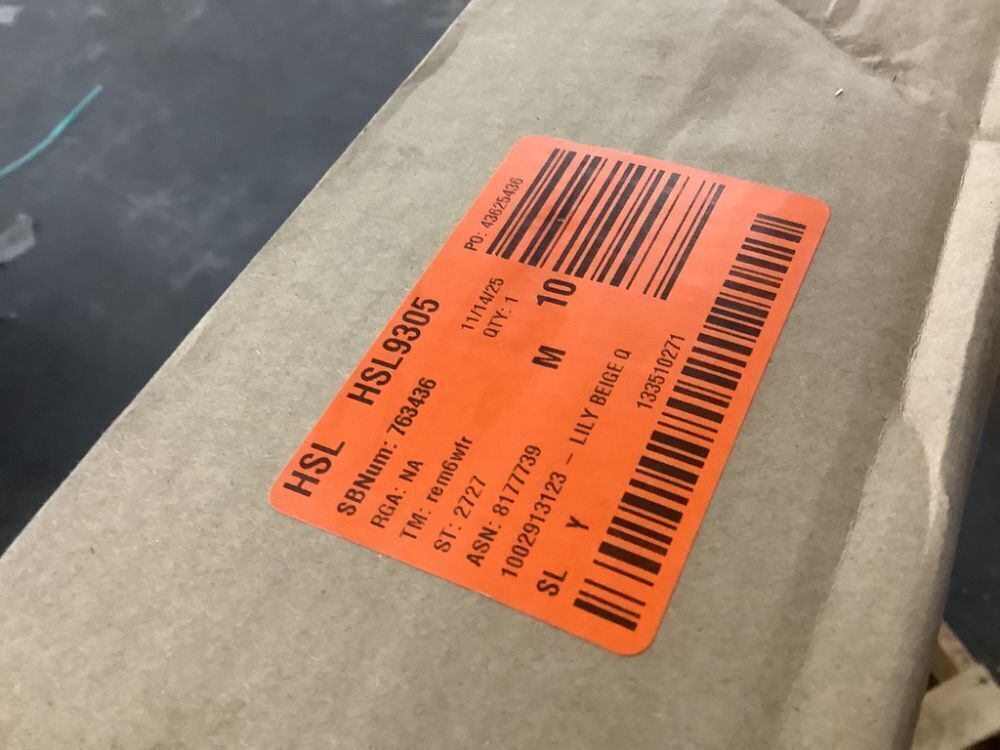 HSL HSL9305
SBNum: 763436
RGA: NA
11/14/25
PO: 43625436
TM: rem6wfr
QTY: 1
ST: 2727
ASN: 8177739
M 10
1002913123 – LILY BEIGE Q
SL Y
133510271